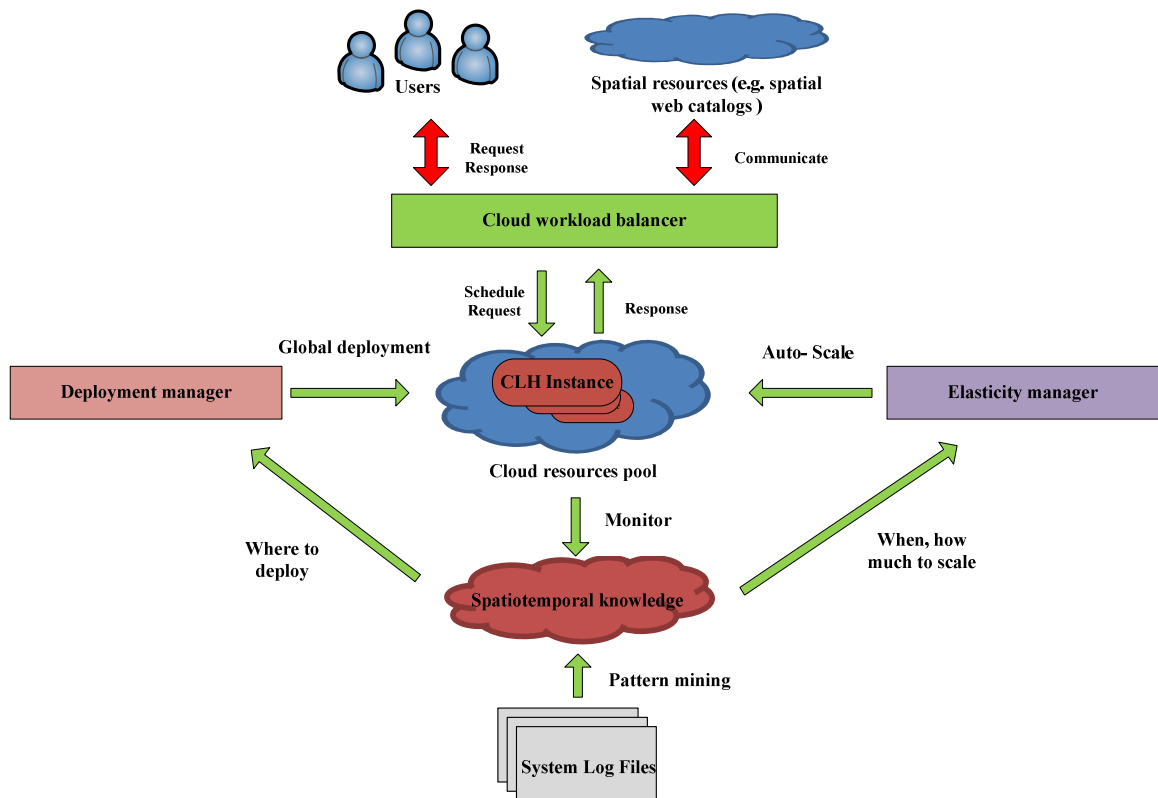 Users
Spatial resources (e.g. spatial
web catalogs )
Request
Response
Communicate
Cloud workload balancer
Schedule
Request
Response
Global deployment
Auto- Scale
Deployment manager
CLH Instance
Elasticity manager
Cloud resources pool
Monitor
Where to
deploy
When, how
much to scale
Spatiotemporal knowledge
Pattern mining
System Log Files